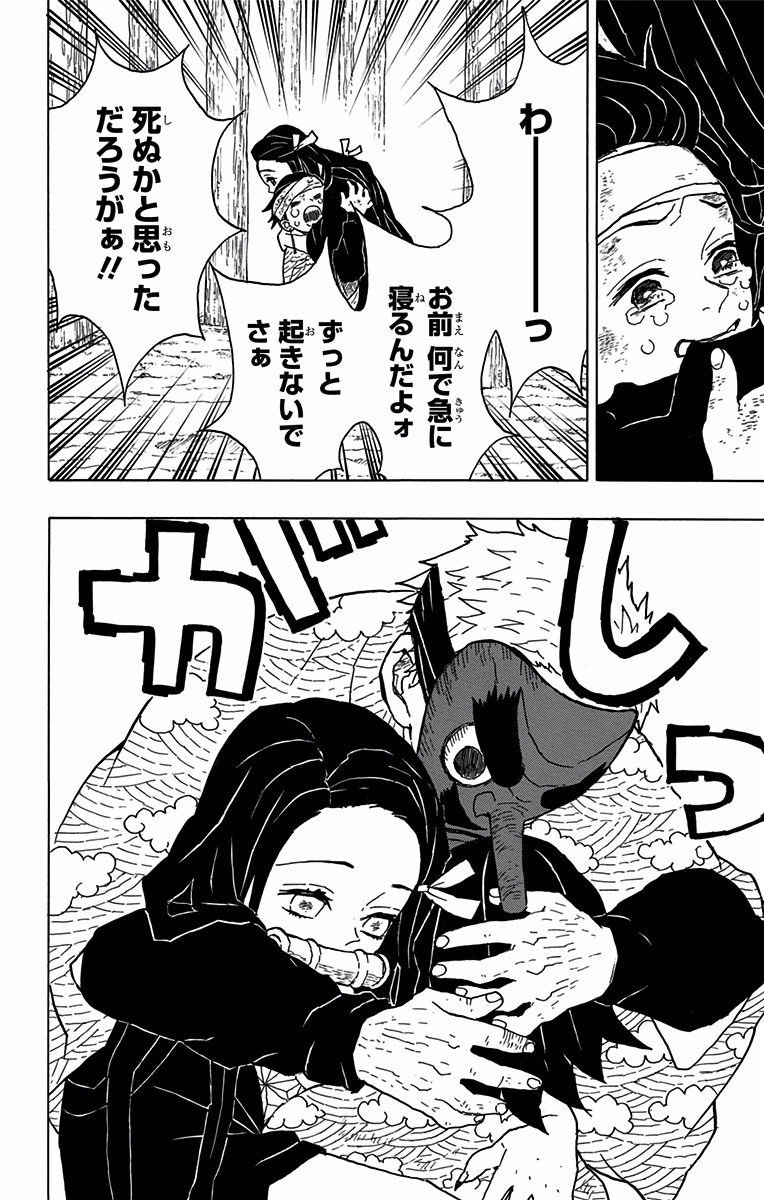 わーーっ
お前 何で急に
寝るんだよォ
ずっと
起きないで
さぁ
死ぬかと思った
だろうがぁ!!
ガバしっ